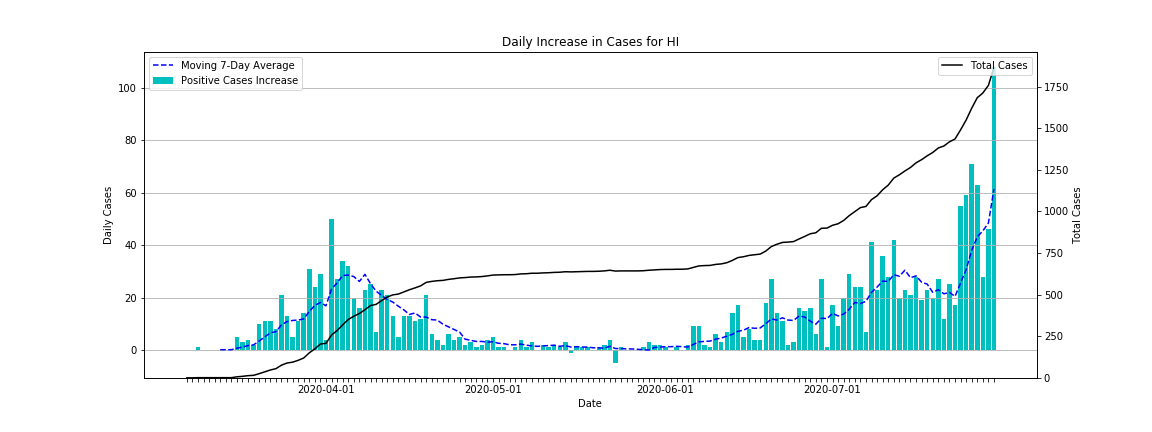 Daily Increase in Cases for HI
Moving 7-Day Average
Positive Cases Increase
Total Cases
100
80
60
40
20
0
Daily Cases
1750
1500
1250
1000
750
500
250
0
Total Cases
2020-04-01
2020-05-01
2020-06-01
2020-07-01
Date